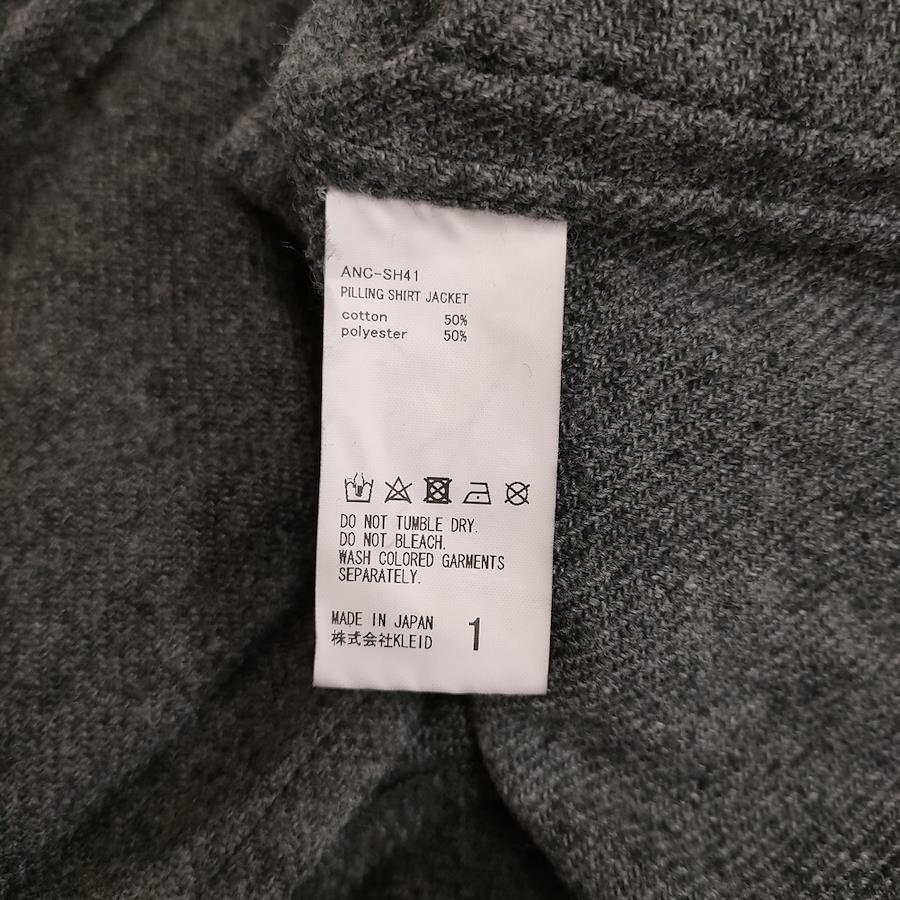 ANC-SH41
PILLING SHIRT JACKET
cotton 50%
polyester 50%
DO NOT TUMBLE DRY.
DO NOT BLEACH.
WASH COLORED GARMENTS
SEPARATELY.
MADE IN JAPAN
株式会社KLEID
1